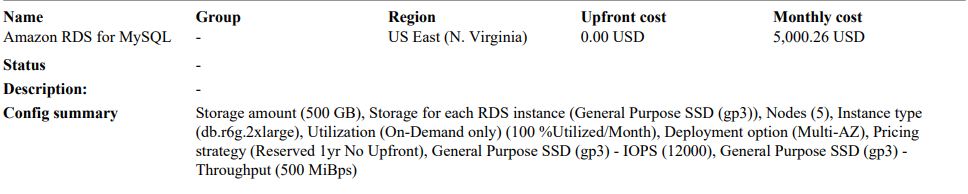 Name Group Region Upfront cost Monthly cost
Amazon RDS for MySQL - US East (N. Virginia) 0.00 USD 5,000.26 USD
Status -
Description: -
Config summary Storage amount (500 GB), Storage for each RDS instance (General Purpose SSD (gp3)), Nodes (5), Instance type
(db.r6g.2xlarge), Utilization (On-Demand only) (100 %Utilized/Month), Deployment option (Multi-AZ), Pricing
strategy (Reserved 1yr No Upfront), General Purpose SSD (gp3) - IOPS (12000), General Purpose SSD (gp3) -
Throughput (500 MiBps)